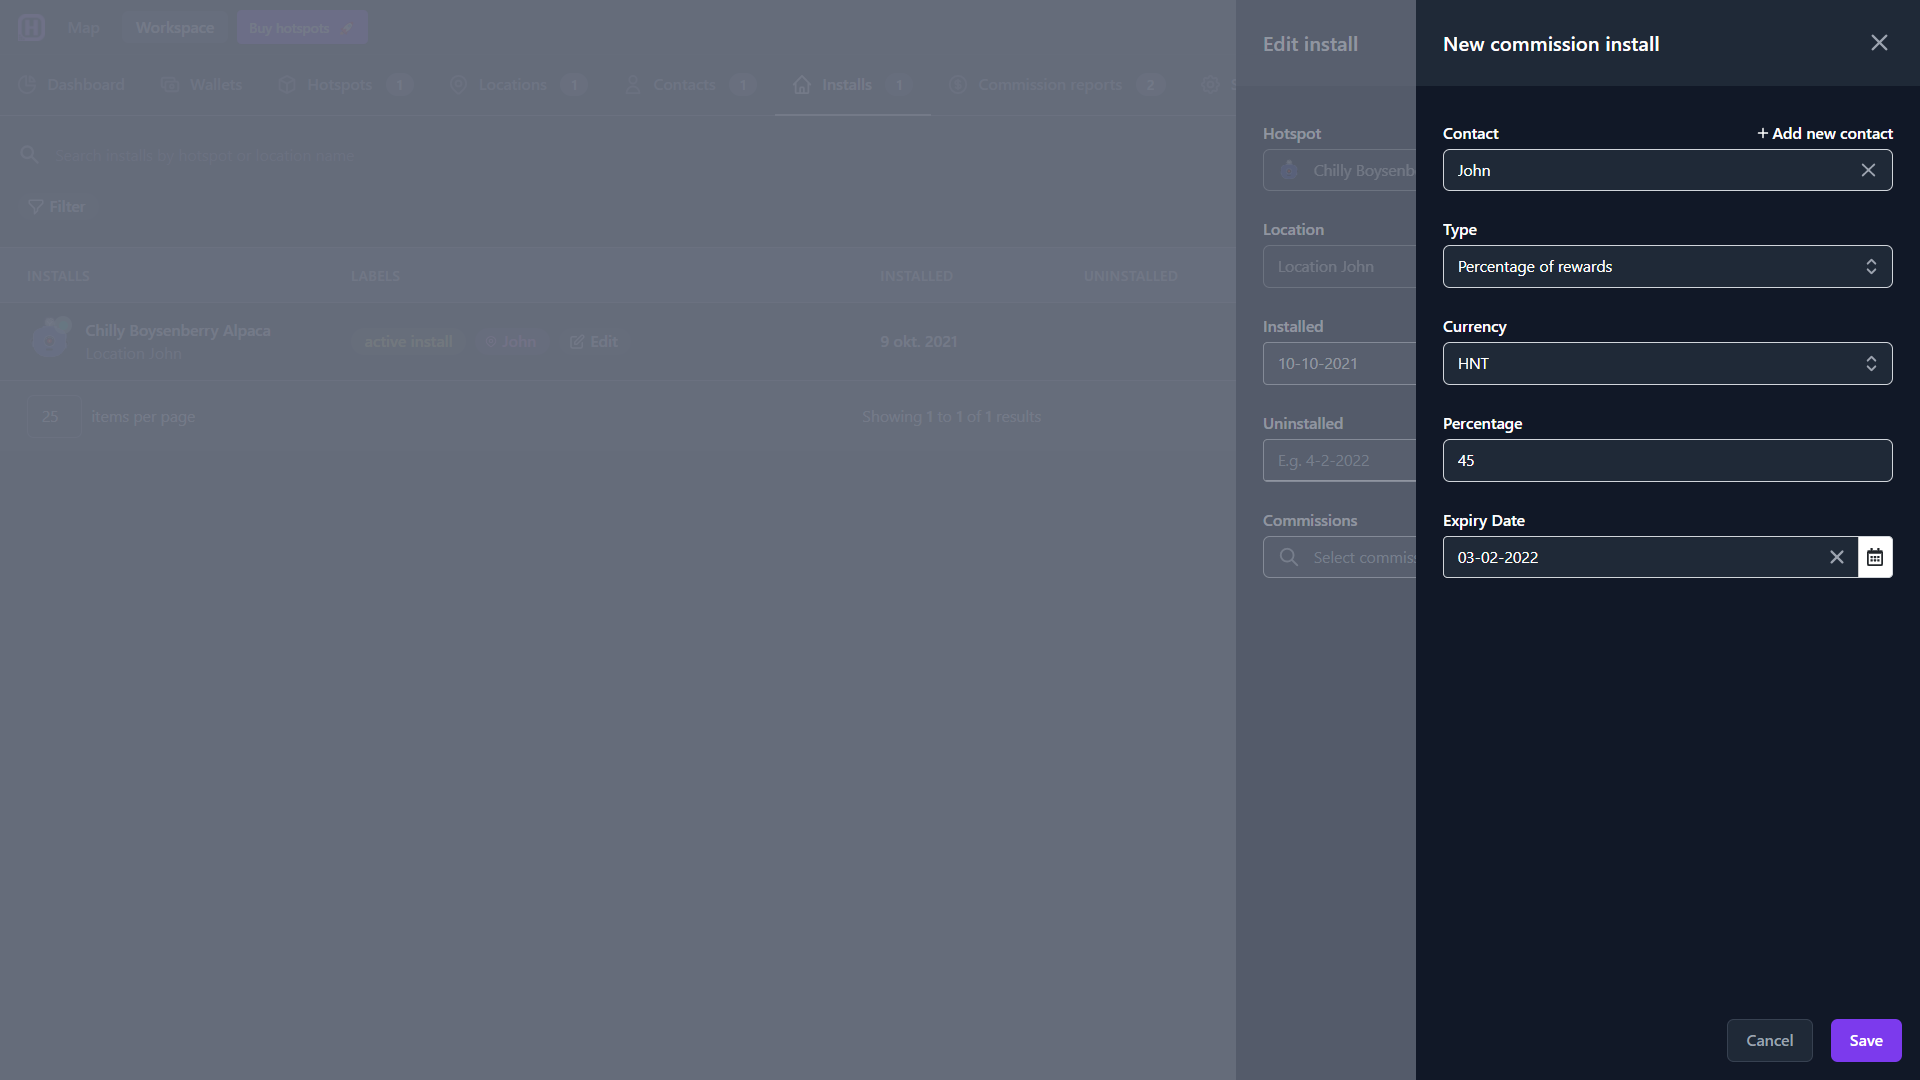 Map Workspace Buy hotspots
Dashboard Wallets Hotspots 1 Locations 1 Contacts 1 Installs 1 Commission reports 2
Search installs by hotspot or location name
Filter
INSTALLS LABELS INSTALLED UNINSTALLED
Chilly Boysenberry Alpaca
Location John
active install John Edit 9 okt. 2021
25 items per page Showing 1 to 1 of 1 results
Edit install
Hotspot
Chilly Boysenb
Location
Location John
Installed
10-10-2021
Uninstalled
E.g. 4-2-2022
Commissions
Select commiss
New commission install
Contact + Add new contact
John
Type
Percentage of rewards
Currency
HNT
Percentage
45
Expiry Date
03-02-2022
Cancel Save